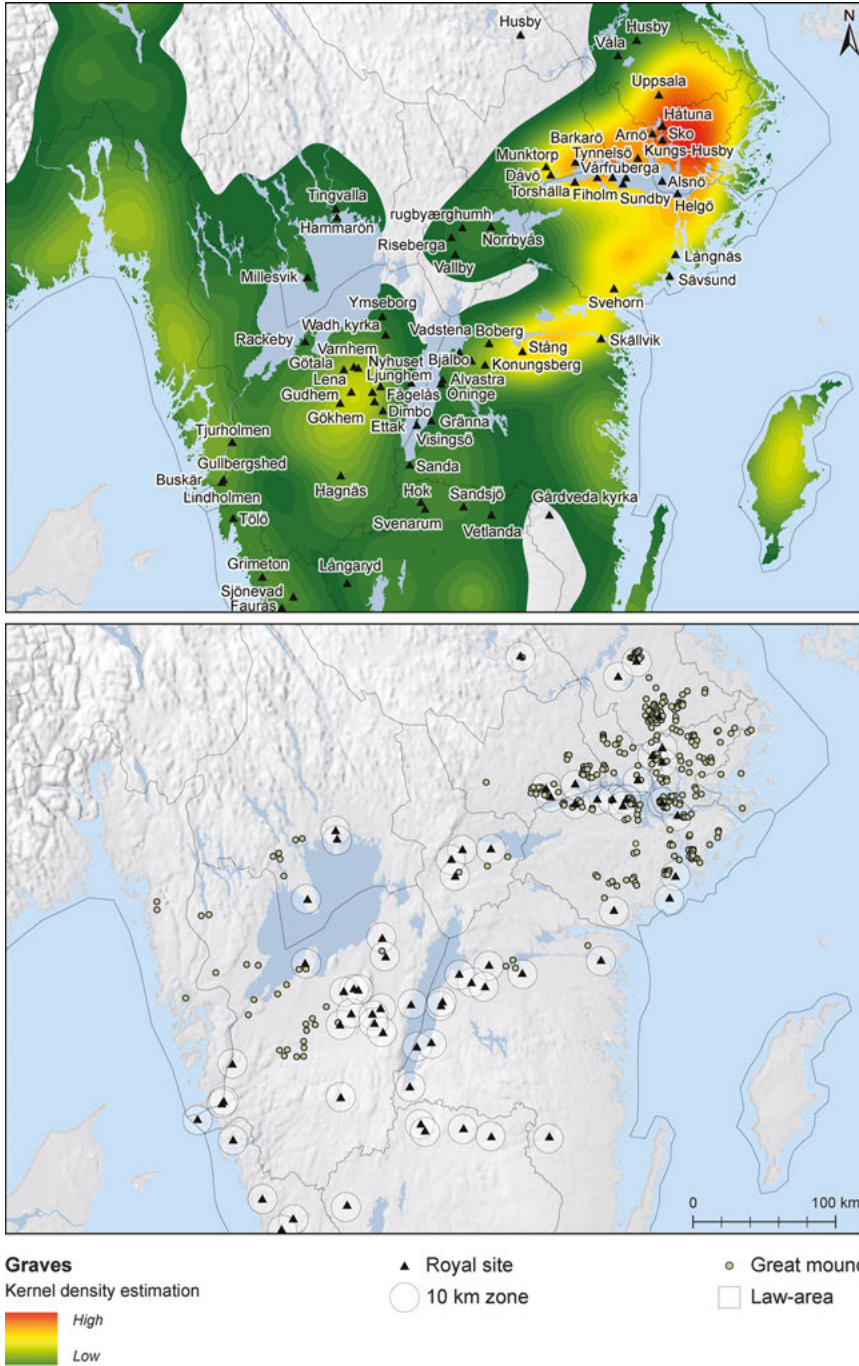 Husby
Husby
N
Våla
Uppsala
Håtuna
Barkarö
Arnö
Sko
Munktorp
Tynnelsö
Kungs-Husby
Dåvö
Värfruberga
Alsnö
Torshälla
Fiholm
Sundby
Helgö
Tingvalla
rugbyærghumh
Hammarön
Riseberga
Norrbyås
Långnäs
Millesvik
Vallby
Sävsund
Ymseborg
Svehorn
Wadh kyrka
Vadstena
Boberg
Rackeby
Skällvik
Varnhem
Nyhuset
Bjälbo
Stång
Götala
Ljunghem
Konungsberg
Lena
Alvastra
Gudhem
Fågelås
Öninge
Gökhem
Dimbo
Ettak
Gränna
Tjurholmen
Visingsö
Gullbergshed
Sanda
Buskär
Hagnäs
Hok
Sandsjö
Gårdveda kyrka
Lindholmen
Tölö
Svenarum
Vetlanda
Grimeton
Långaryd
Sjönevad
Faurås
0 100 km
Graves
Kernel density estimation
High
Low
Royal site
10 km zone
Great mound
Law-area